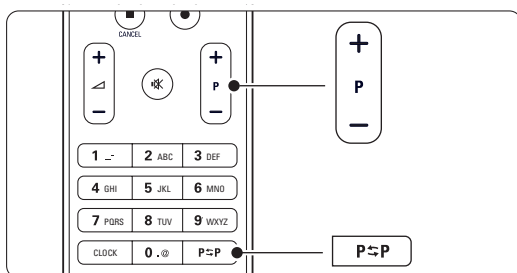 CANCEL
+ + +
P P
− − −
1 _- 2 ABC 3 DEF
4 GHI 5 JKL 6 MNO
7 PQRS 8 TUV 9 WXYZ
CLOCK 0 .@ P⇆P P⇆P